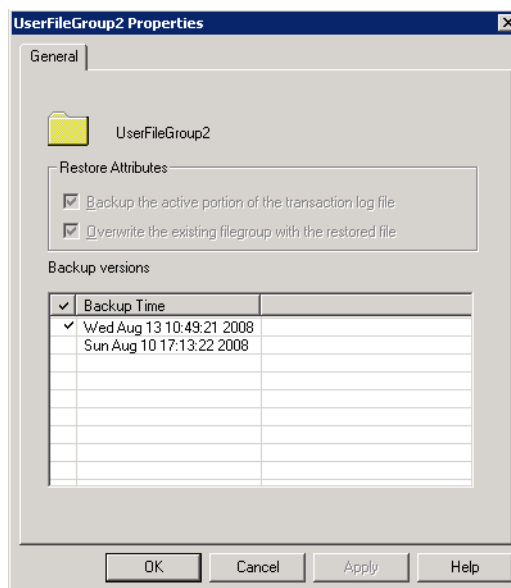 UserFileGroup2 Properties
General
UserFileGroup2
Restore Attributes
Backup the active portion of the transaction log file
Overwrite the existing filegroup with the restored file
Backup versions
Backup Time
Wed Aug 13 10:49:21 2008
Sun Aug 10 17:13:22 2008
OK Cancel Apply Help